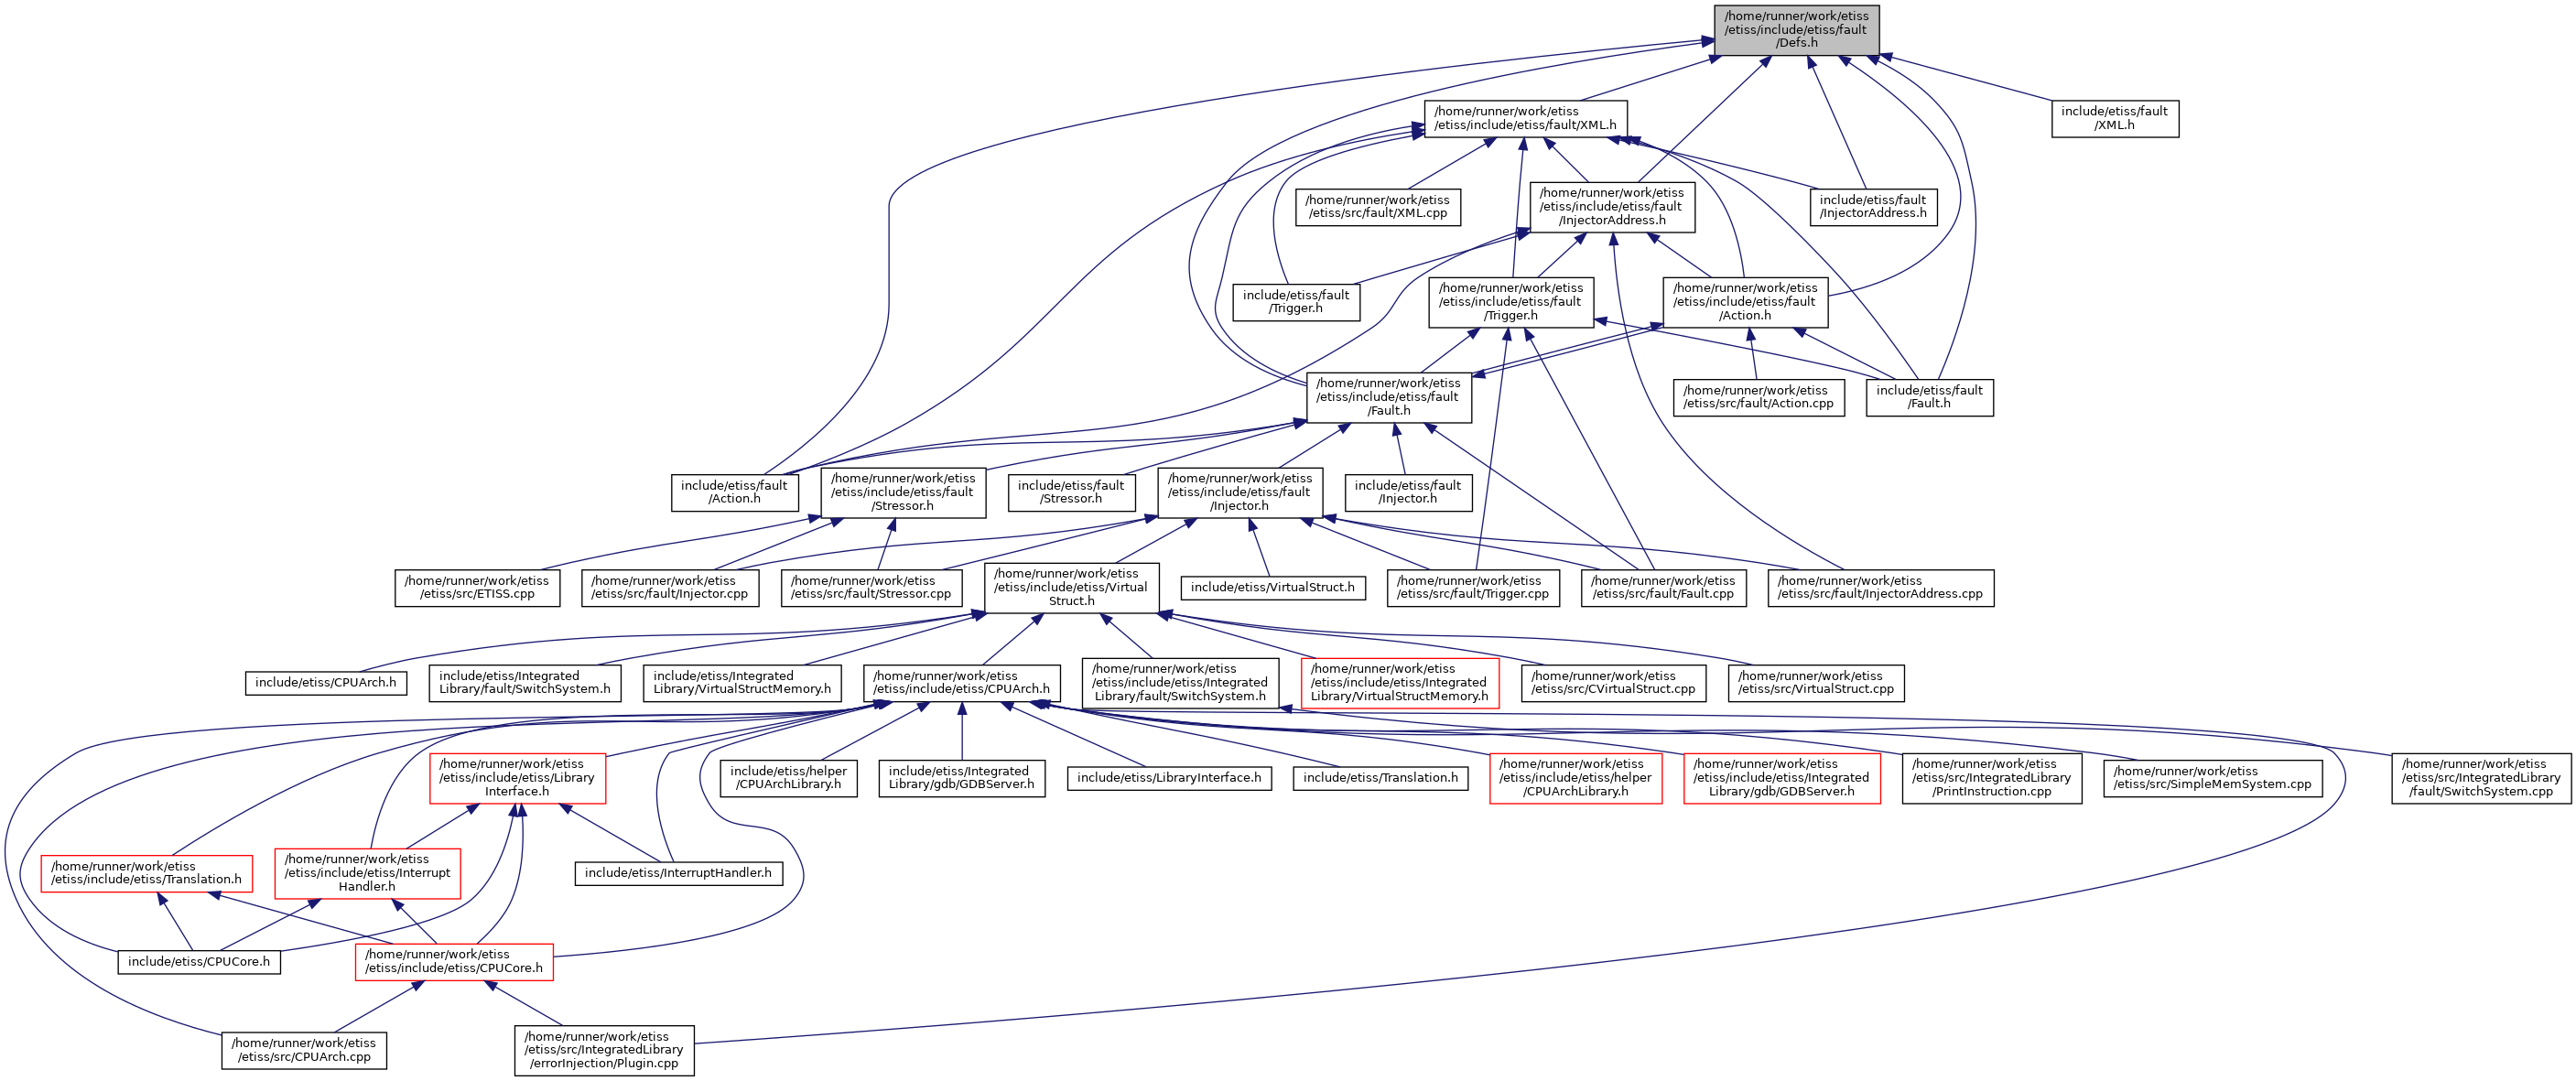 /home/runner/work/etiss
/etiss/include/etiss/fault
/Defs.h
/home/runner/work/etiss
/etiss/include/etiss/fault/XML.h
include/etiss/fault
/XML.h
/home/runner/work/etiss
/etiss/src/fault/XML.cpp
/home/runner/work/etiss
/etiss/include/etiss/fault
/InjectorAddress.h
include/etiss/fault
/InjectorAddress.h
include/etiss/fault
/Trigger.h
/home/runner/work/etiss
/etiss/include/etiss/fault
/Trigger.h
/home/runner/work/etiss
/etiss/include/etiss/fault
/Action.h
/home/runner/work/etiss
/etiss/include/etiss/fault
/Fault.h
/home/runner/work/etiss
/etiss/src/fault/Action.cpp
include/etiss/fault
/Fault.h
include/etiss/fault
/Action.h
/home/runner/work/etiss
/etiss/include/etiss/fault
/Stressor.h
include/etiss/fault
/Stressor.h
/home/runner/work/etiss
/etiss/include/etiss/fault
/Injector.h
include/etiss/fault
/Injector.h
/home/runner/work/etiss
/etiss/src/ETISS.cpp
/home/runner/work/etiss
/etiss/src/fault/Injector.cpp
/home/runner/work/etiss
/etiss/src/fault/Stressor.cpp
/home/runner/work/etiss
/etiss/include/etiss/Virtual
Struct.h
include/etiss/VirtualStruct.h
/home/runner/work/etiss
/etiss/src/fault/Trigger.cpp
/home/runner/work/etiss
/etiss/src/fault/Fault.cpp
/home/runner/work/etiss
/etiss/src/fault/InjectorAddress.cpp
include/etiss/CPUArch.h
include/etiss/Integrated
Library/fault/SwitchSystem.h
include/etiss/Integrated
Library/VirtualStructMemory.h
/home/runner/work/etiss
/etiss/include/etiss/CPUArch.h
/home/runner/work/etiss
/etiss/include/etiss/Integrated
Library/fault/SwitchSystem.h
/home/runner/work/etiss
/etiss/include/etiss/Integrated
Library/VirtualStructMemory.h
/home/runner/work/etiss
/etiss/src/CVirtualStruct.cpp
/home/runner/work/etiss
/etiss/src/VirtualStruct.cpp
/home/runner/work/etiss
/etiss/include/etiss/Library
Interface.h
include/etiss/helper
/CPUArchLibrary.h
include/etiss/Integrated
Library/gdb/GDBServer.h
include/etiss/LibraryInterface.h
include/etiss/Translation.h
/home/runner/work/etiss
/etiss/include/etiss/helper
/CPUArchLibrary.h
/home/runner/work/etiss
/etiss/include/etiss/Integrated
Library/gdb/GDBServer.h
/home/runner/work/etiss
/etiss/src/IntegratedLibrary
/PrintInstruction.cpp
/home/runner/work/etiss
/etiss/src/SimpleMemSystem.cpp
/home/runner/work/etiss
/etiss/src/IntegratedLibrary
/fault/SwitchSystem.cpp
/home/runner/work/etiss
/etiss/include/etiss/Translation.h
/home/runner/work/etiss
/etiss/include/etiss/Interrupt
Handler.h
include/etiss/InterruptHandler.h
include/etiss/CPUCore.h
/home/runner/work/etiss
/etiss/include/etiss/CPUCore.h
/home/runner/work/etiss
/etiss/src/CPUArch.cpp
/home/runner/work/etiss
/etiss/src/IntegratedLibrary
/errorInjection/Plugin.cpp